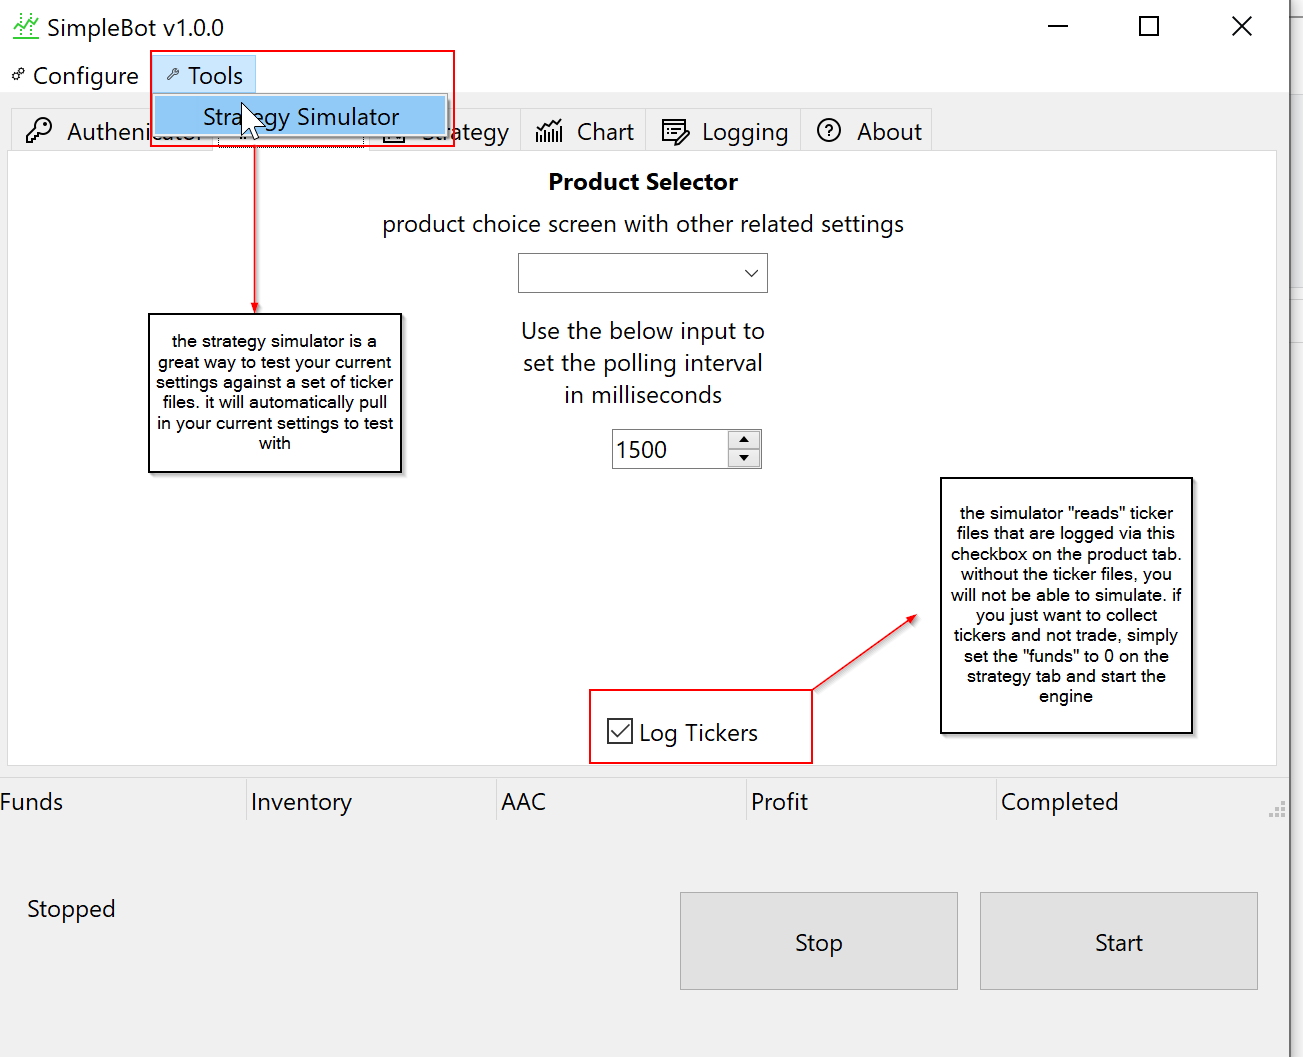 SimpleBot v1.0.0
Configure Tools
Strategy Simulator
Chart Logging About
Product Selector
product choice screen with other related settings
Use the below input to
set the polling interval
in milliseconds
1500
the strategy simulator is a
great way to test your current
settings against a set of ticker
files. it will automatically pull
in your current settings to test
with
the simulator "reads" ticker
files that are logged via this
checkbox on the product tab.
without the ticker files, you
will not be able to simulate. if
you just want to collect
tickers and not trade, simply
set the "funds" to 0 on the
strategy tab and start the
engine
Log Tickers
Funds Inventory AAC Profit Completed
Stopped
Stop Start